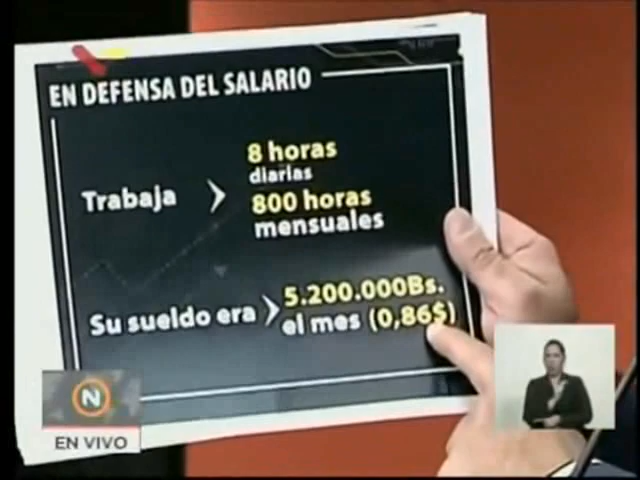 EN DEFENSA DEL SALARIO
Trabaja
8 horas
diarias
800 horas
mensuales
Su sueldo era
5.200.000Bs.
el mes (0,86$)
N
EN VIVO